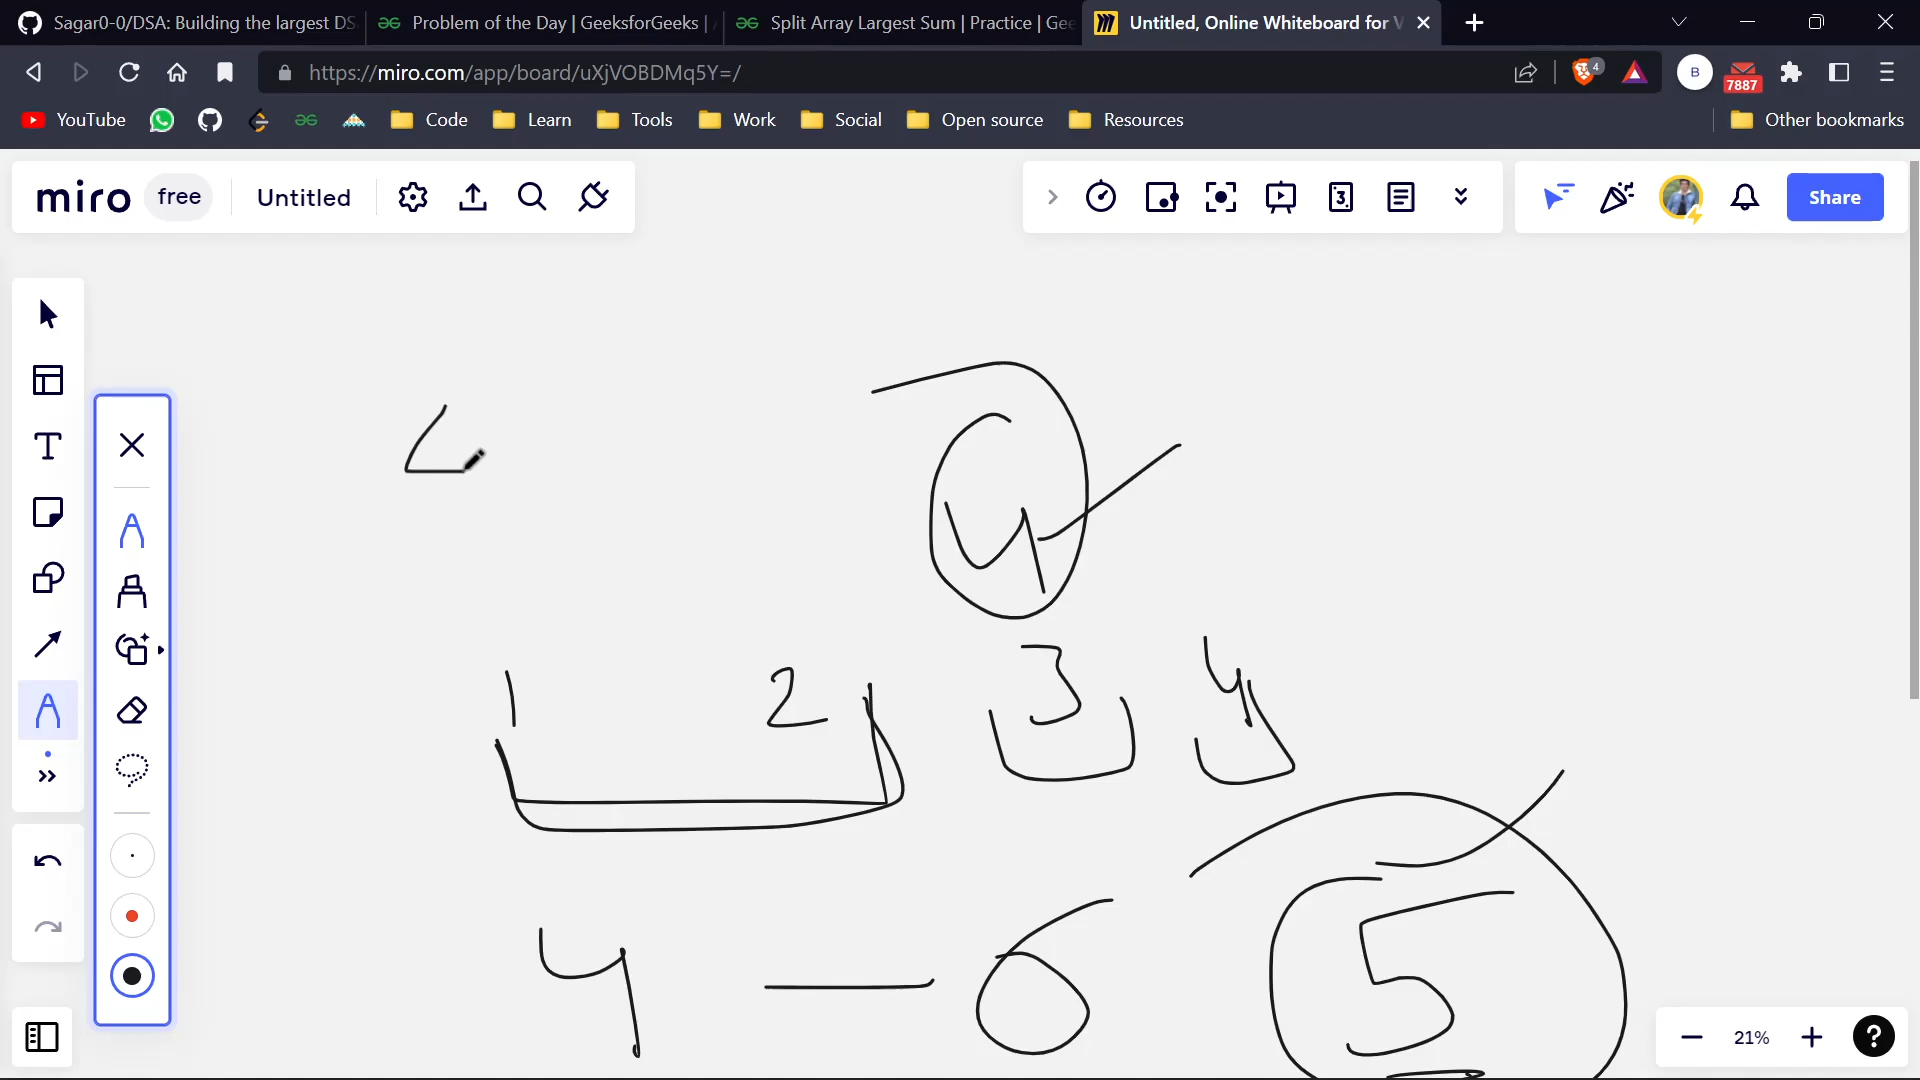 Sagar0-0/DSA: Building the largest DS
Problem of the Day | GeeksforGeeks |
Split Array Largest Sum | Practice | Gee
Untitled, Online Whiteboard for V
https://miro.com/app/board/uXjVOBDMq5Y=/
4
B
7887
YouTube
Code
Learn
Tools
Work
Social
Open source
Resources
Other bookmarks
miro
free
Untitled
3
Share
T
4
1
2
3
4
4
6
5
21%
?